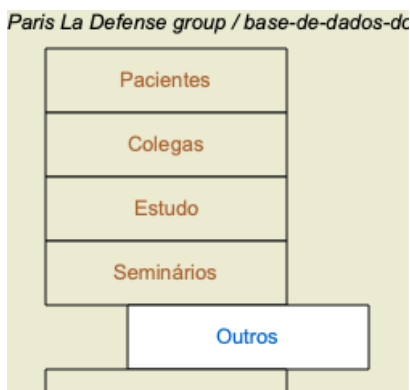 Paris La Defense group / base-de-dados-do
Pacientes
Colegas
Estudo
Seminários
Outros